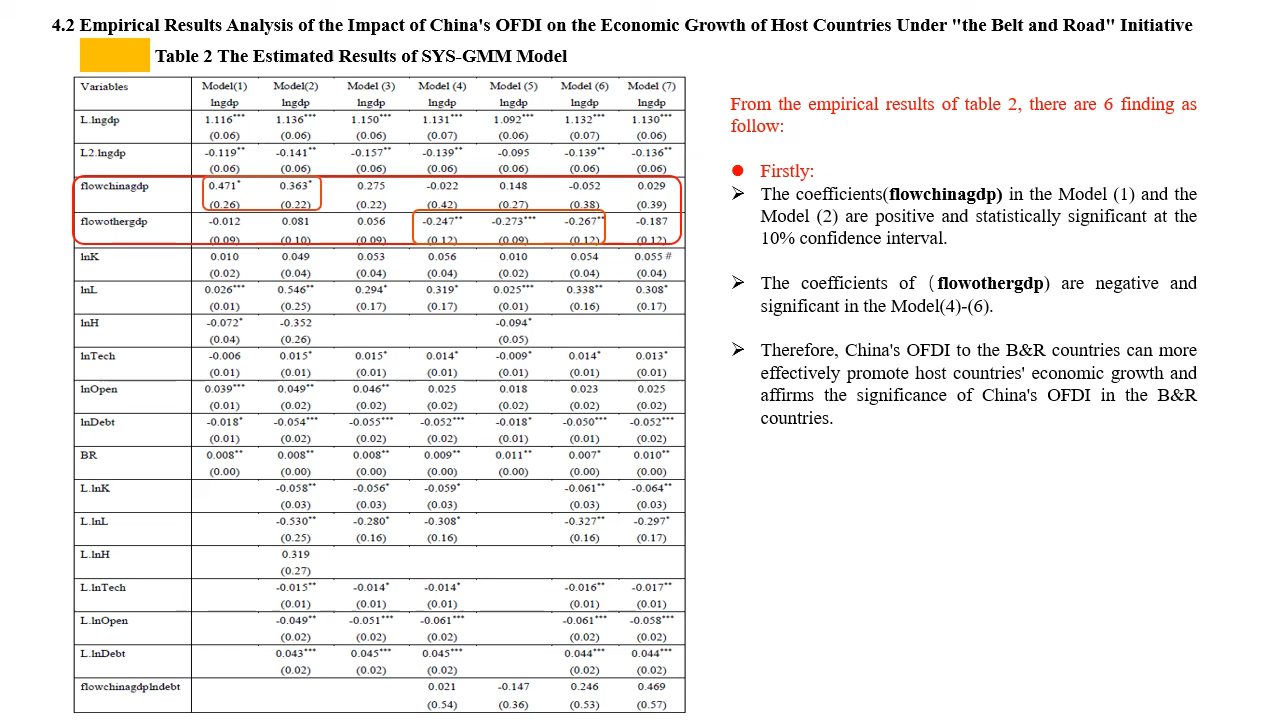 4.2 Empirical Results Analysis of the Impact of China's OFDI on the Economic Growth of Host Countries Under "the Belt and Road" Initiative
Table 2 The Estimated Results of SYS-GMM Model
Variables Model(1) Model(2) Model (3) Model (4) Model (5) Model (6) Model (7)
lngdp lngdp lngdp lngdp lngdp lngdp lngdp
L.lngdp 1.116*** 1.136*** 1.150*** 1.131*** 1.092*** 1.132*** 1.130***
(0.06) (0.06) (0.06) (0.07) (0.06) (0.07) (0.06)
L2.lngdp -0.119** -0.141** -0.157** -0.139** -0.095 -0.139** -0.136**
(0.06) (0.06) (0.06) (0.06) (0.06) (0.06) (0.06)
flowchinagdp 0.471* 0.363* 0.275 -0.022 0.148 -0.052 0.029
(0.26) (0.22) (0.22) (0.42) (0.27) (0.38) (0.39)
flowothergdp -0.012 0.081 0.056 -0.247** -0.273*** -0.267** -0.187
(0.09) (0.10) (0.09) (0.12) (0.09) (0.12) (0.12)
lnK 0.010 0.049 0.053 0.056 0.010 0.054 0.055 #
(0.02) (0.04) (0.04) (0.04) (0.02) (0.04) (0.04)
lnL 0.026*** 0.546** 0.294* 0.319* 0.025*** 0.338** 0.308*
(0.01) (0.25) (0.17) (0.17) (0.01) (0.16) (0.17)
lnH -0.072* -0.352 -0.094*
(0.04) (0.26) (0.05)
lnTech -0.006 0.015* 0.015* 0.014* -0.009* 0.014* 0.013*
(0.01) (0.01) (0.01) (0.01) (0.01) (0.01) (0.01)
lnOpen 0.039*** 0.049** 0.046** 0.025 0.018 0.023 0.025
(0.01) (0.02) (0.02) (0.02) (0.02) (0.02) (0.02)
lnDebt -0.018* -0.054*** -0.055*** -0.052*** -0.018* -0.050*** -0.052***
(0.01) (0.02) (0.02) (0.02) (0.01) (0.01) (0.02)
BR 0.008** 0.008** 0.008** 0.009** 0.011** 0.007* 0.010**
(0.00) (0.00) (0.00) (0.00) (0.00) (0.00) (0.00)
L.lnK -0.058** -0.056* -0.059* -0.061** -0.064**
(0.03) (0.03) (0.03) (0.03) (0.03)
L.lnL -0.530** -0.280* -0.308* -0.327** -0.297*
(0.25) (0.16) (0.16) (0.16) (0.17)
L.lnH 0.319
(0.27)
L.lnTech -0.015** -0.014* -0.014* -0.016** -0.017**
(0.01) (0.01) (0.01) (0.01) (0.01)
L.lnOpen -0.049** -0.051*** -0.061*** -0.061*** -0.058***
(0.02) (0.02) (0.02) (0.02) (0.02)
L.lnDebt 0.043*** 0.045*** 0.045*** 0.044*** 0.044***
(0.02) (0.02) (0.02) (0.02) (0.02)
flowchinagdplndebt 0.021 -0.147 0.246 0.469
(0.54) (0.36) (0.53) (0.57)
From the empirical results of table 2, there are 6 finding as
follow:
● Firstly:
➢ The coefficients(flowchinagdp) in the Model (1) and the
Model (2) are positive and statistically significant at the
10% confidence interval.
➢ The coefficients of （flowothergdp) are negative and
significant in the Model(4)-(6).
➢ Therefore, China's OFDI to the B&R countries can more
effectively promote host countries' economic growth and
affirms the significance of China's OFDI in the B&R
countries.